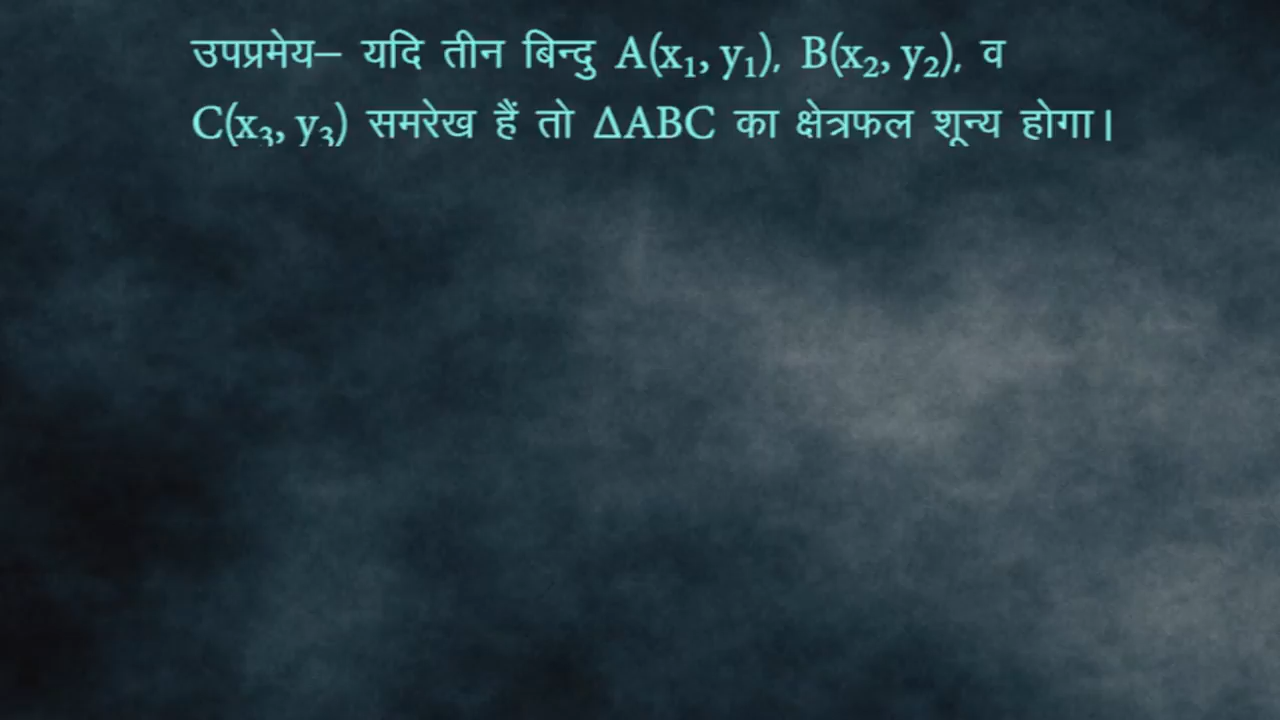 उपप्रमेय– यदि तीन बिन्दु A(x₁, y₁), B(x₂, y₂), व
C(x₃, y₃) समरेख हैं तो ΔABC का क्षेत्रफल शून्य होगा।